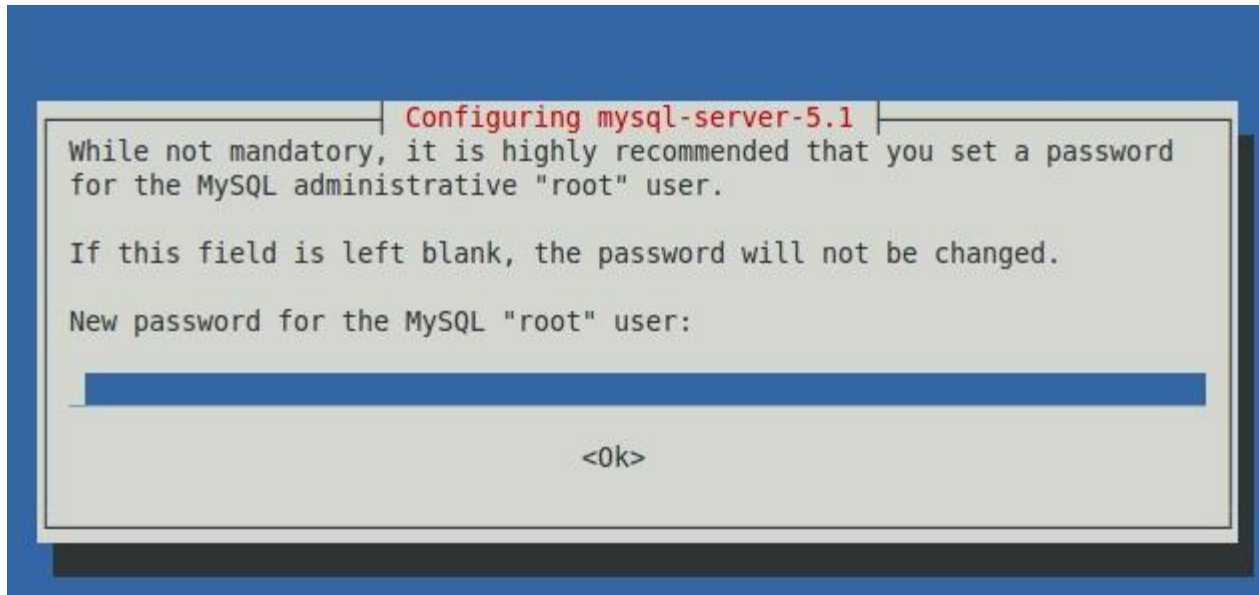 Configuring mysql-server-5.1
While not mandatory, it is highly recommended that you set a password
for the MySQL administrative "root" user.
If this field is left blank, the password will not be changed.
New password for the MySQL "root" user:
<Ok>